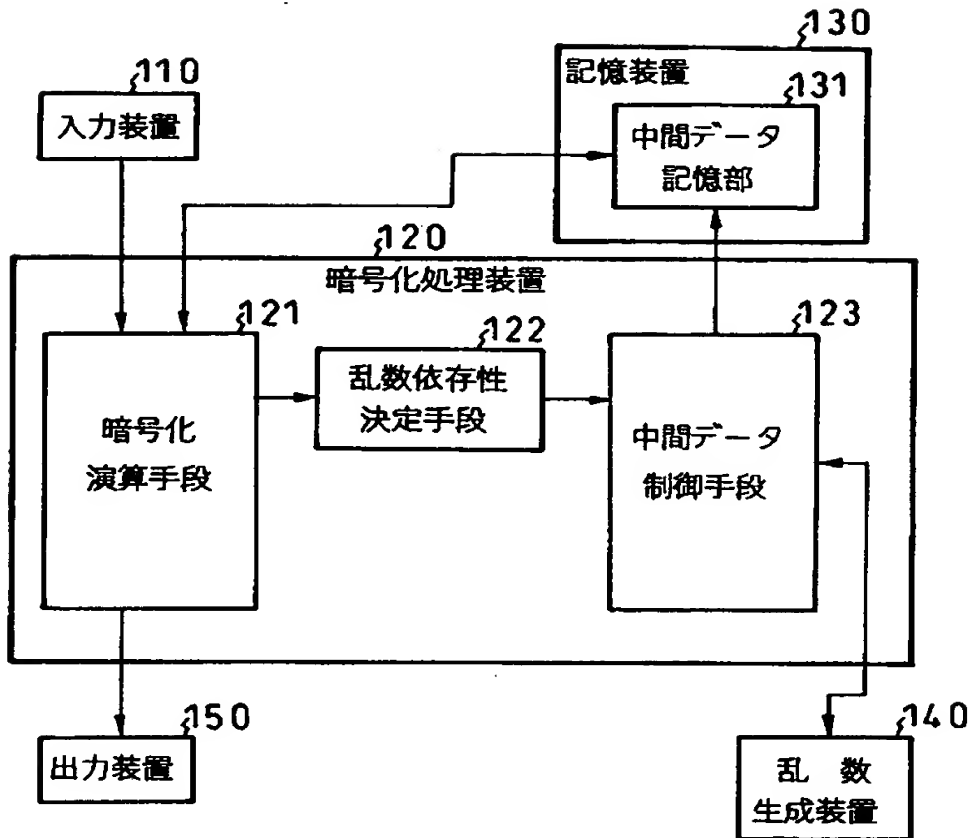 110
入力装置
130
記憶装置
131
中間データ
記憶部
120
暗号化処理装置
121
暗号化
演算手段
122
乱数依存性
決定手段
123
中間データ
制御手段
150
出力装置
140
乱 数
生成装置